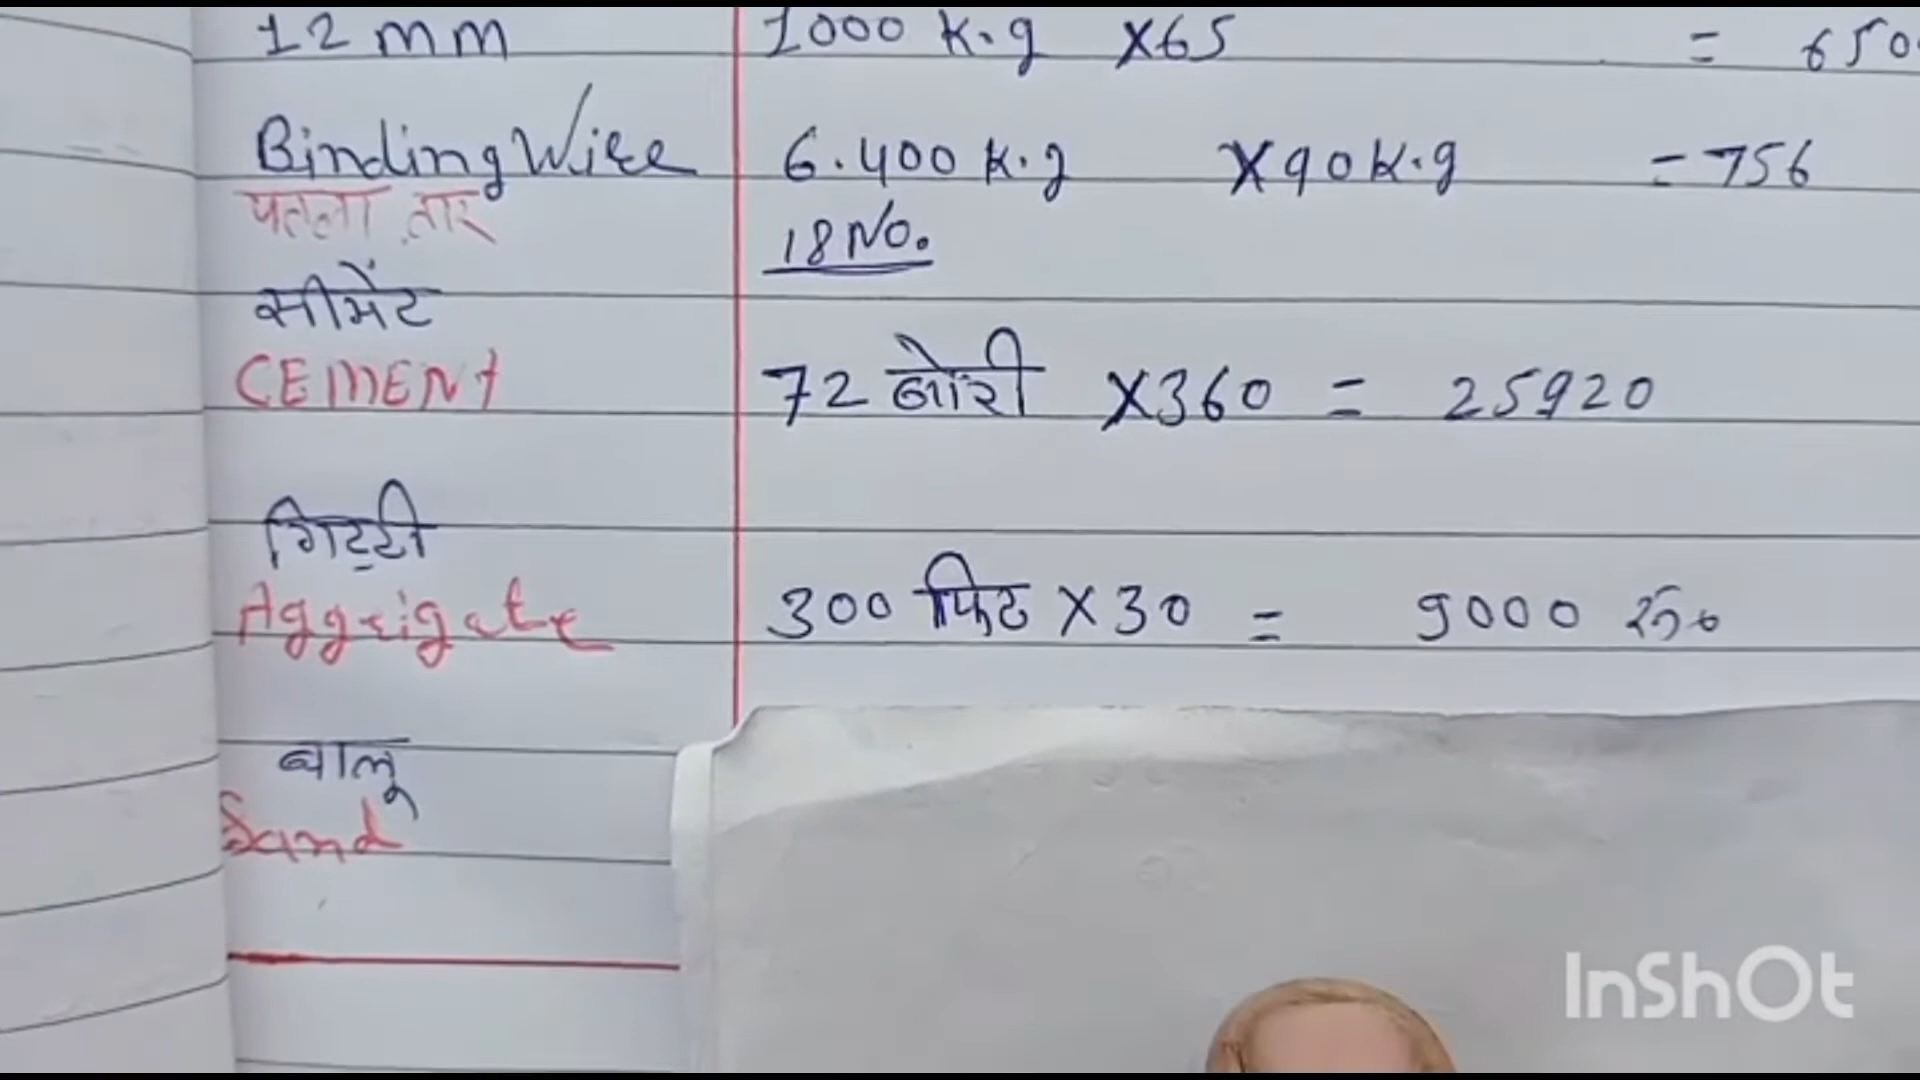 12 mm 1000 K.g X65 = 650
Binding Wire 6.400 K.g X90 K.g = 756
पतला तार 18 No.
सीमेंट
CEMENt 72 बोरी X360 = 25920
गिट्टी
Aggrigate 300 फिट X30 = 9000 रू०
बालू
Sand
InShOt